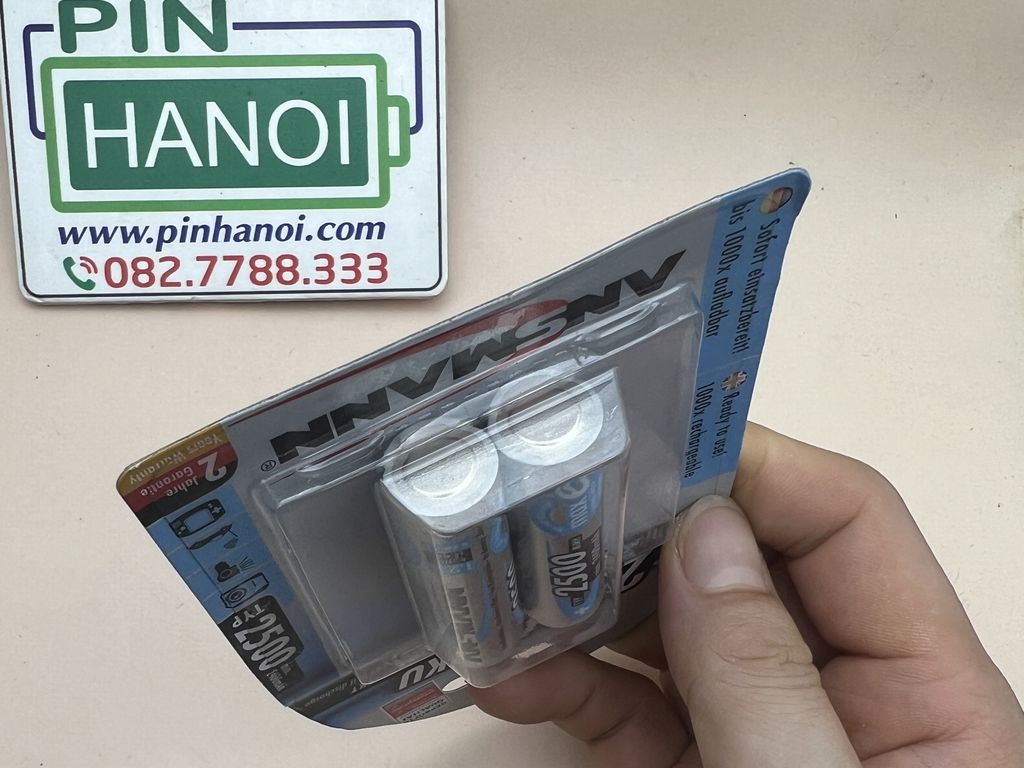 PIN
HANOI
www.pinhanoi.com
082.7788.333
ANSMANN®
Sofort einsatzbereit!
bis 1000x aufladbar
Ready to use!
1000x rechargeable
2 Jahre Garantie
Years Warranty
TYP
2500
2500